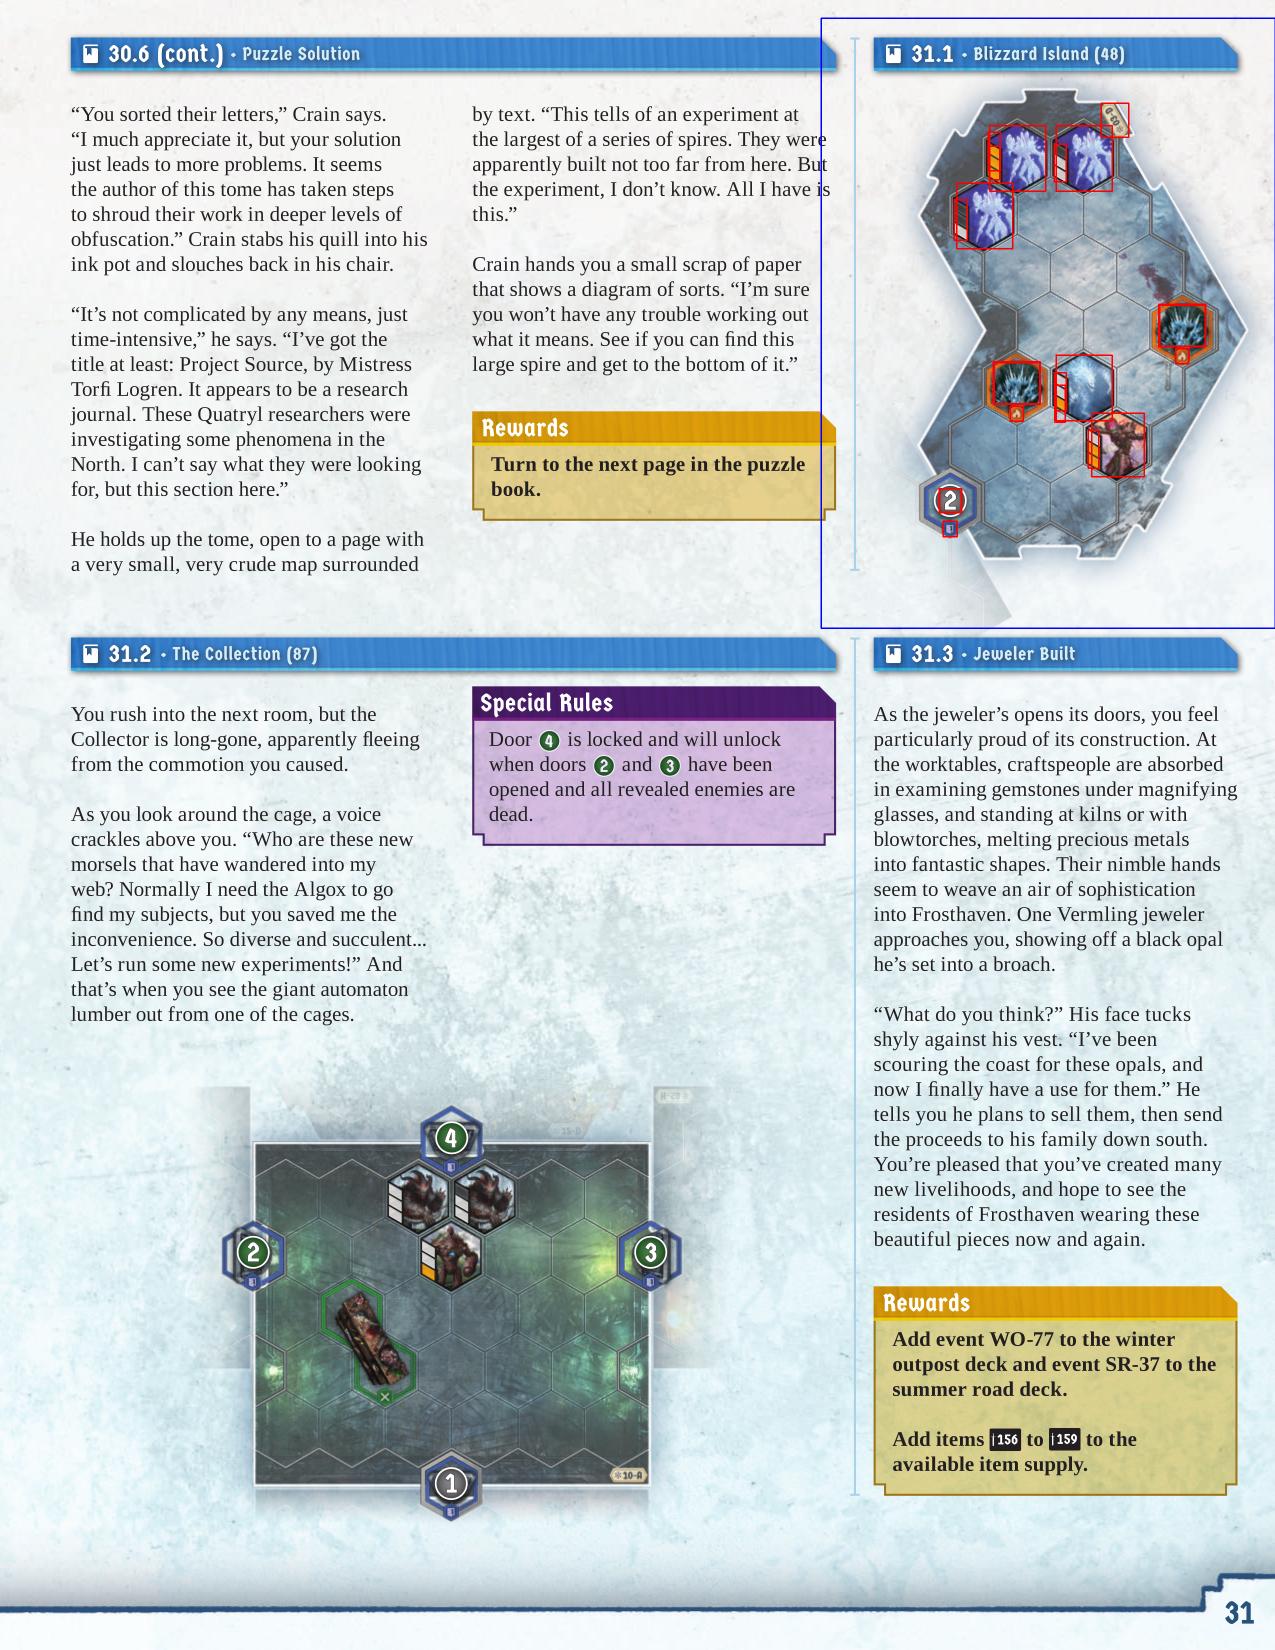 30.6 (cont.) • Puzzle Solution
“You sorted their letters,” Crain says.
“I much appreciate it, but your solution
just leads to more problems. It seems
the author of this tome has taken steps
to shroud their work in deeper levels of
obfuscation.” Crain stabs his quill into his
ink pot and slouches back in his chair.
“It’s not complicated by any means, just
time-intensive,” he says. “I’ve got the
title at least: Project Source, by Mistress
Torfi Logren. It appears to be a research
journal. These Quatryl researchers were
investigating some phenomena in the
North. I can’t say what they were looking
for, but this section here.”
He holds up the tome, open to a page with
a very small, very crude map surrounded
by text. “This tells of an experiment at
the largest of a series of spires. They were
apparently built not too far from here. But
the experiment, I don’t know. All I have is
this.”
Crain hands you a small scrap of paper
that shows a diagram of sorts. “I’m sure
you won’t have any trouble working out
what it means. See if you can find this
large spire and get to the bottom of it.”
Rewards
Turn to the next page in the puzzle
book.
31.1 • Blizzard Island (48)
03-D
2
31.2 • The Collection (87)
You rush into the next room, but the
Collector is long-gone, apparently fleeing
from the commotion you caused.
As you look around the cage, a voice
crackles above you. “Who are these new
morsels that have wandered into my
web? Normally I need the Algox to go
find my subjects, but you saved me the
inconvenience. So diverse and succulent...
Let’s run some new experiments!” And
that’s when you see the giant automaton
lumber out from one of the cages.
Special Rules
Door 4 is locked and will unlock
when doors 2 and 3 have been
opened and all revealed enemies are
dead.
4
2
3
1
10-A
31.3 • Jeweler Built
As the jeweler’s opens its doors, you feel
particularly proud of its construction. At
the worktables, craftspeople are absorbed
in examining gemstones under magnifying
glasses, and standing at kilns or with
blowtorches, melting precious metals
into fantastic shapes. Their nimble hands
seem to weave an air of sophistication
into Frosthaven. One Vermling jeweler
approaches you, showing off a black opal
he’s set into a broach.
“What do you think?” His face tucks
shyly against his vest. “I’ve been
scouring the coast for these opals, and
now I finally have a use for them.” He
tells you he plans to sell them, then send
the proceeds to his family down south.
You’re pleased that you’ve created many
new livelihoods, and hope to see the
residents of Frosthaven wearing these
beautiful pieces now and again.
Rewards
Add event WO-77 to the winter
outpost deck and event SR-37 to the
summer road deck.
Add items 156 to 159 to the
available item supply.
31